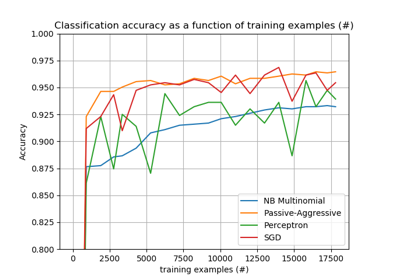 Classification accuracy as a function of training examples (#)
1.000
0.975
0.950
0.925
0.900
0.875
0.850
0.825
0.800
Accuracy
NB Multinomial
Passive-Aggressive
Perceptron
SGD
0 2500 5000 7500 10000 12500 15000 17500
training examples (#)